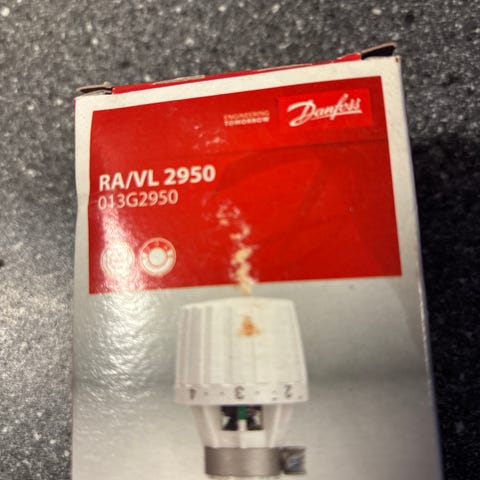 ENGINEERING
TOMORROW
Danfoss
RA/VL 2950
013G2950
4 3 2